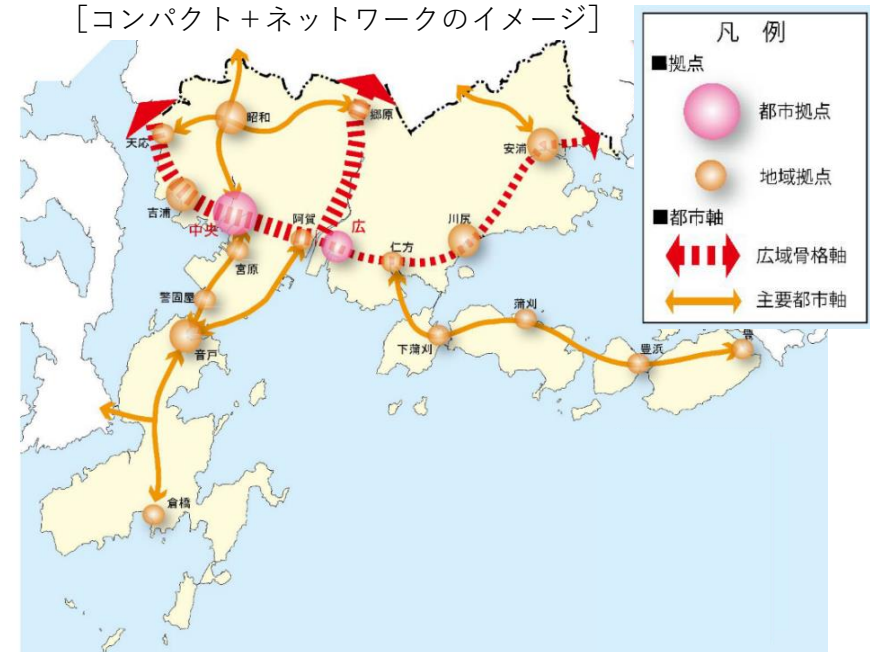 ［コンパクト＋ネットワークのイメージ］
凡 例
■拠点
都市拠点
地域拠点
■都市軸
広域骨格軸
主要都市軸
昭和
郷原
天応
安浦
吉浦
中央
阿賀
広
川尻
仁方
宮原
警固屋
音戸
下蒲刈
蒲刈
豊浜
倉橋